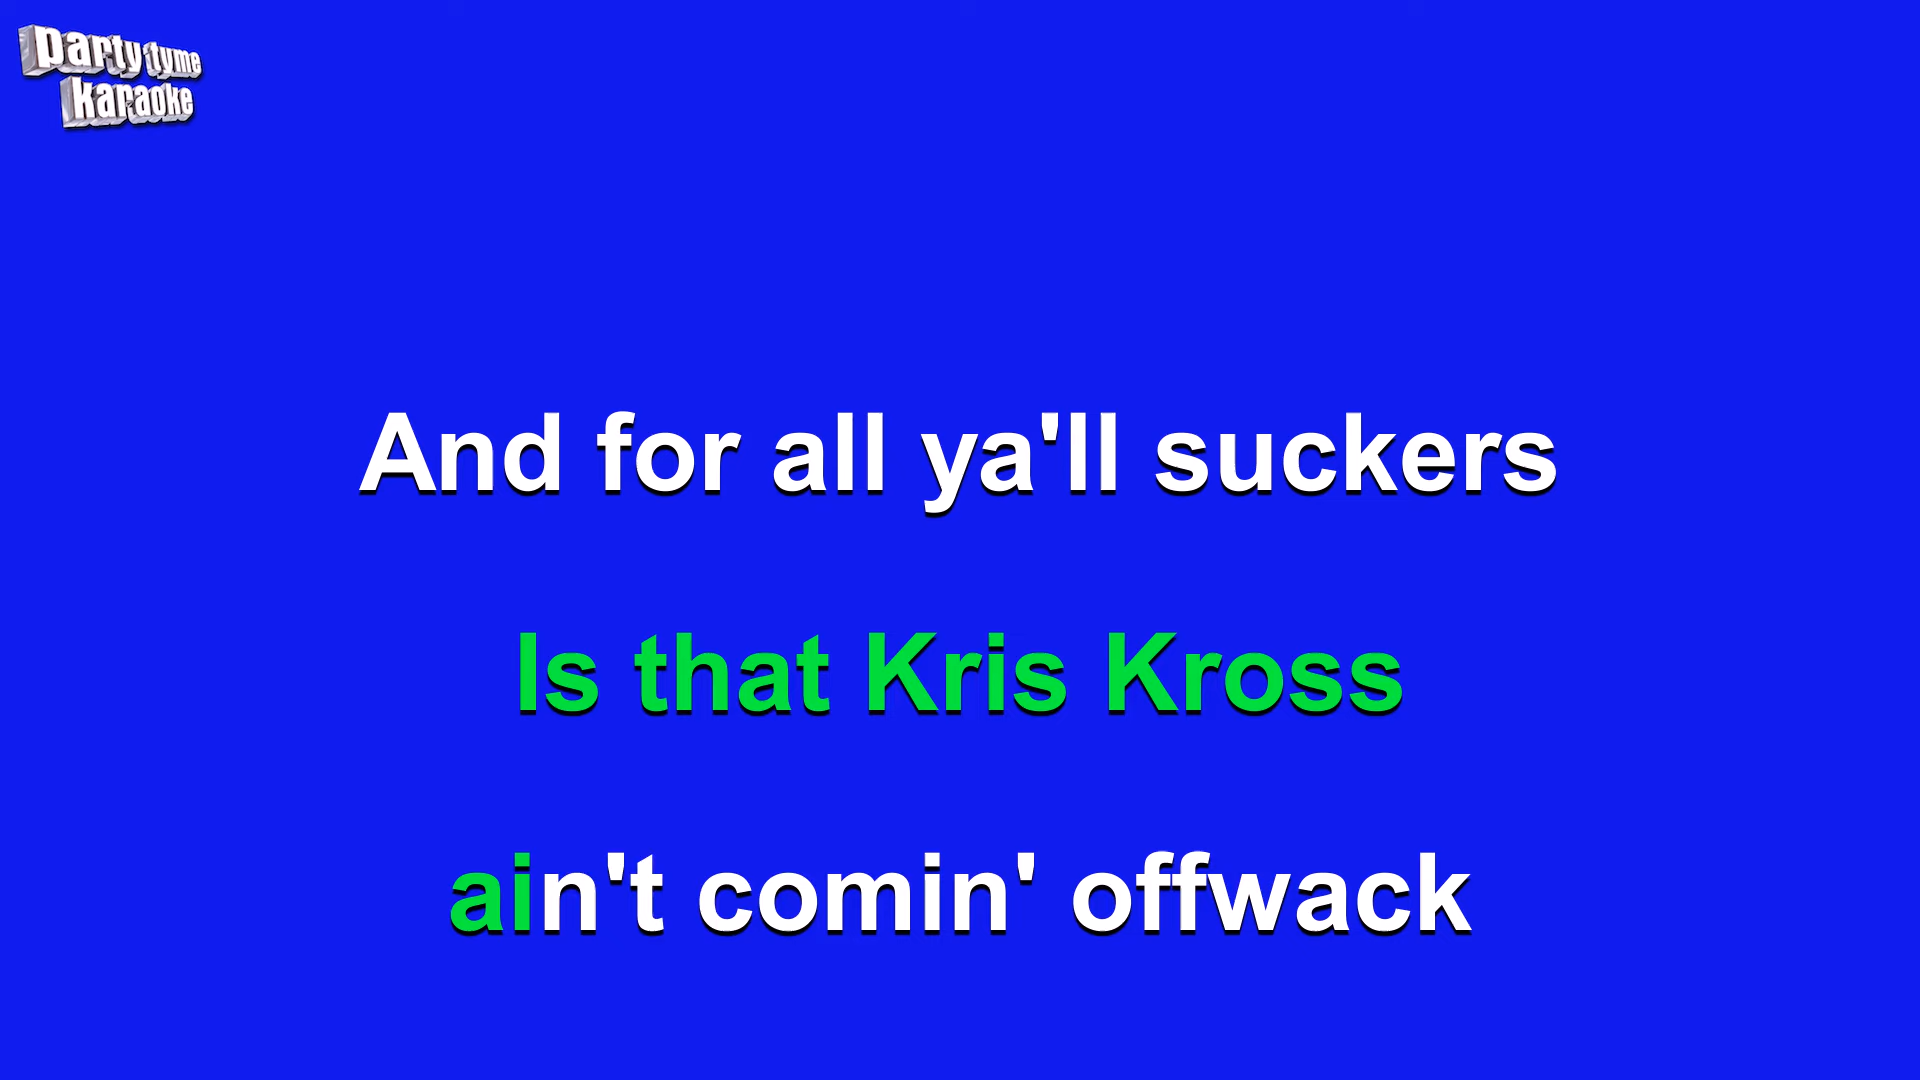 party tyme
karaoke
And for all ya'll suckers
Is that Kris Kross
ain't comin' offwack